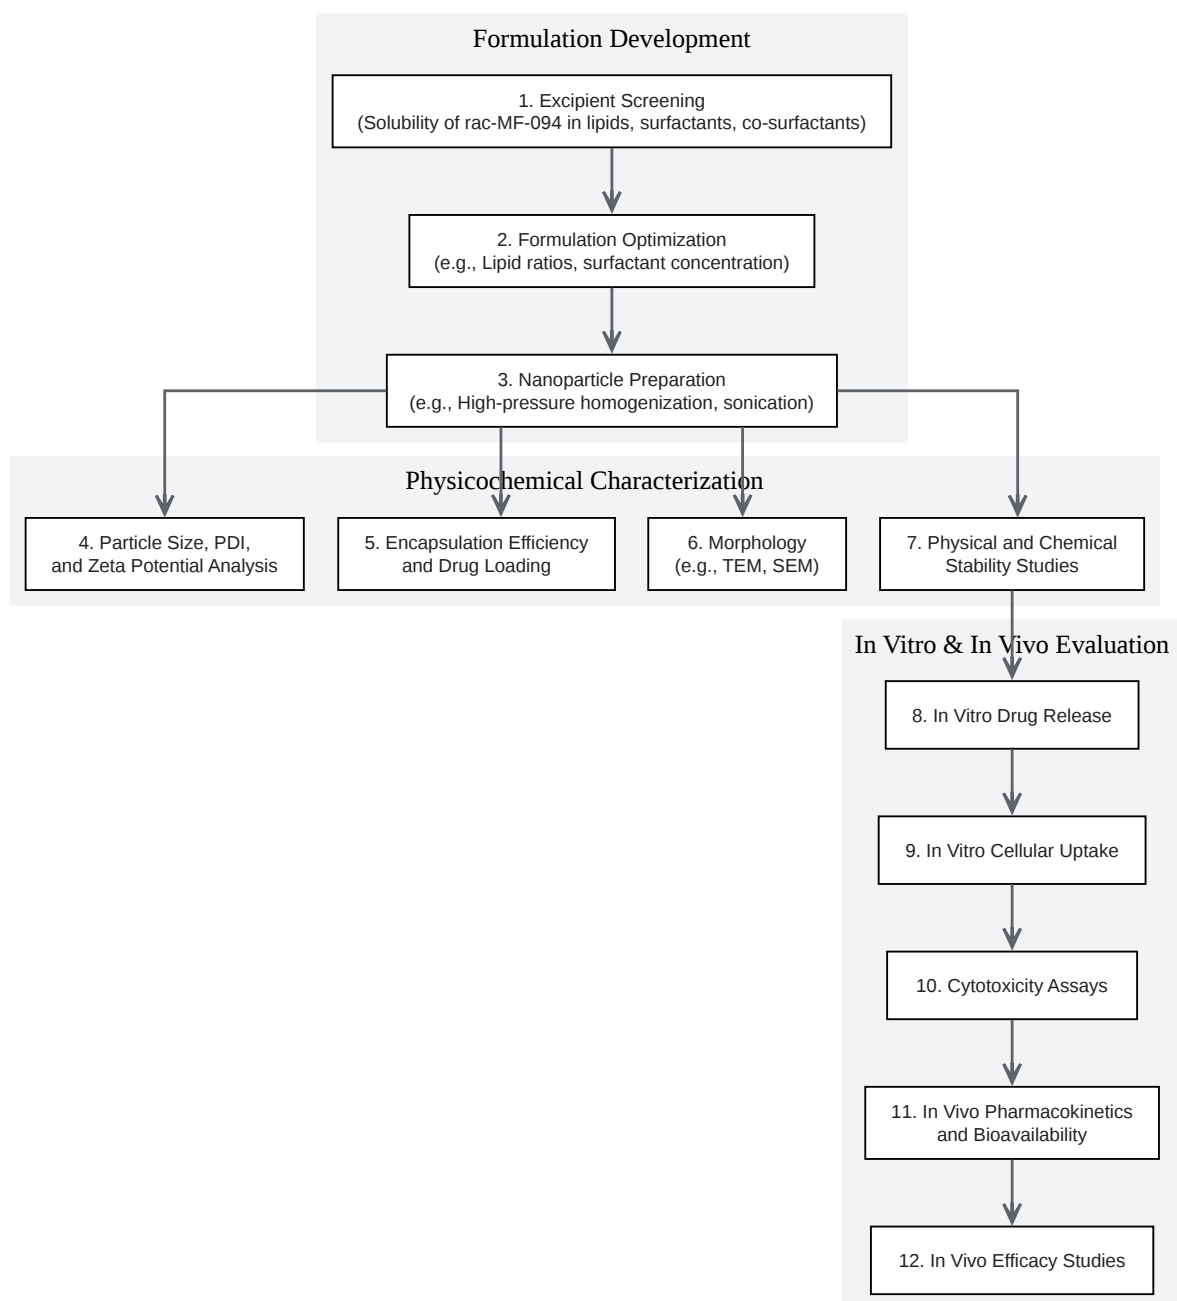 Formulation Development
1. Excipient Screening
(Solubility of rac-MF-094 in lipids, surfactants, co-surfactants)
2. Formulation Optimization
(e.g., Lipid ratios, surfactant concentration)
3. Nanoparticle Preparation
(e.g., High-pressure homogenization, sonication)
Physicochemical Characterization
4. Particle Size, PDI,
and Zeta Potential Analysis
5. Encapsulation Efficiency
and Drug Loading
6. Morphology
(e.g., TEM, SEM)
7. Physical and Chemical
Stability Studies
In Vitro & In Vivo Evaluation
8. In Vitro Drug Release
9. In Vitro Cellular Uptake
10. Cytotoxicity Assays
11. In Vivo Pharmacokinetics
and Bioavailability
12. In Vivo Efficacy Studies